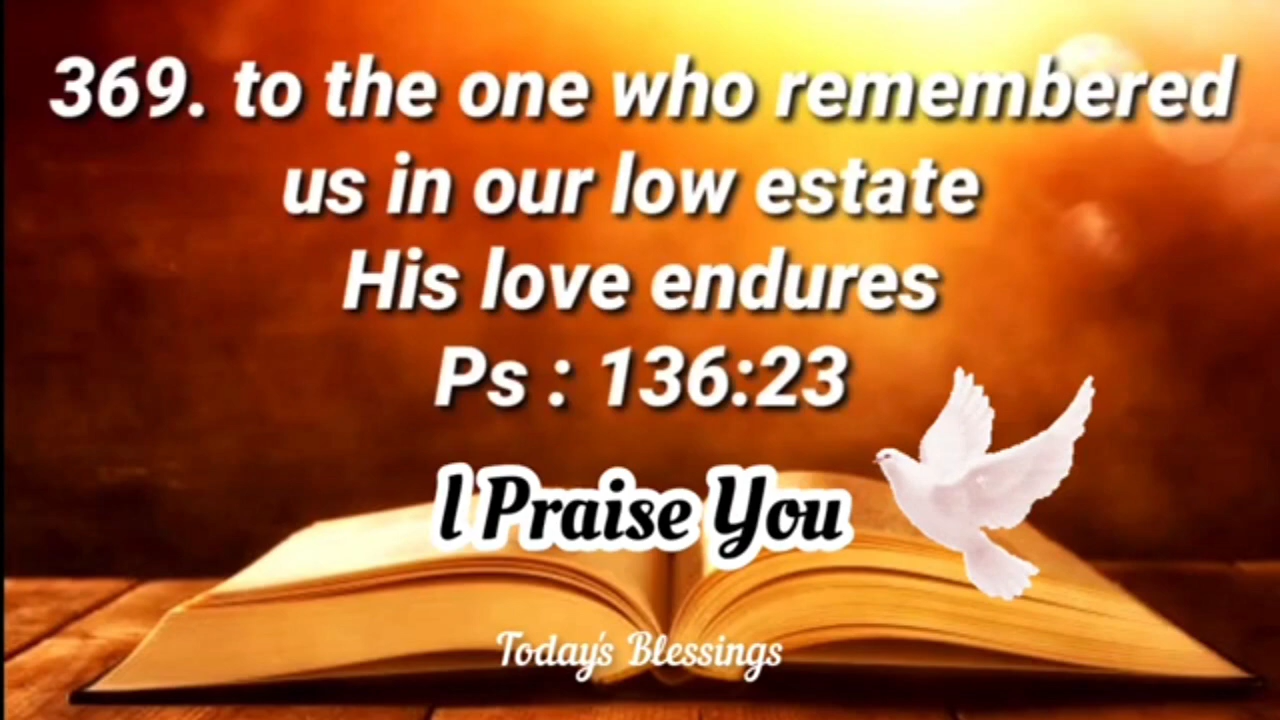 369. to the one who remembered
us in our low estate
His love endures
Ps : 136:23
I Praise You
Today's Blessings